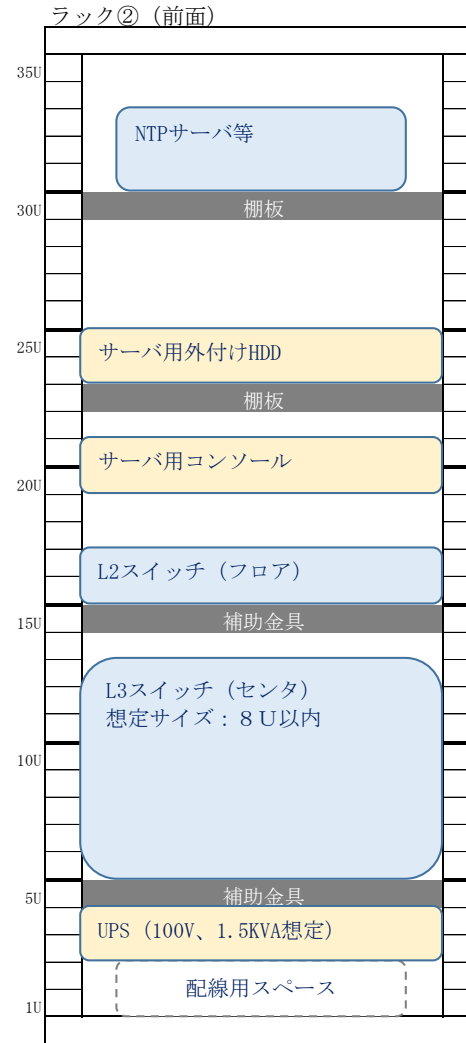 ラック②（前面）
35U
NTPサーバ等
30U
棚板
25U
サーバ用外付けHDD
棚板
サーバ用コンソール
20U
L2スイッチ（フロア）
15U
補助金具
L3スイッチ（センタ）
想定サイズ：８Ｕ以内
10U
5U
補助金具
UPS（100V、1.5KVA想定）
配線用スペース
1U